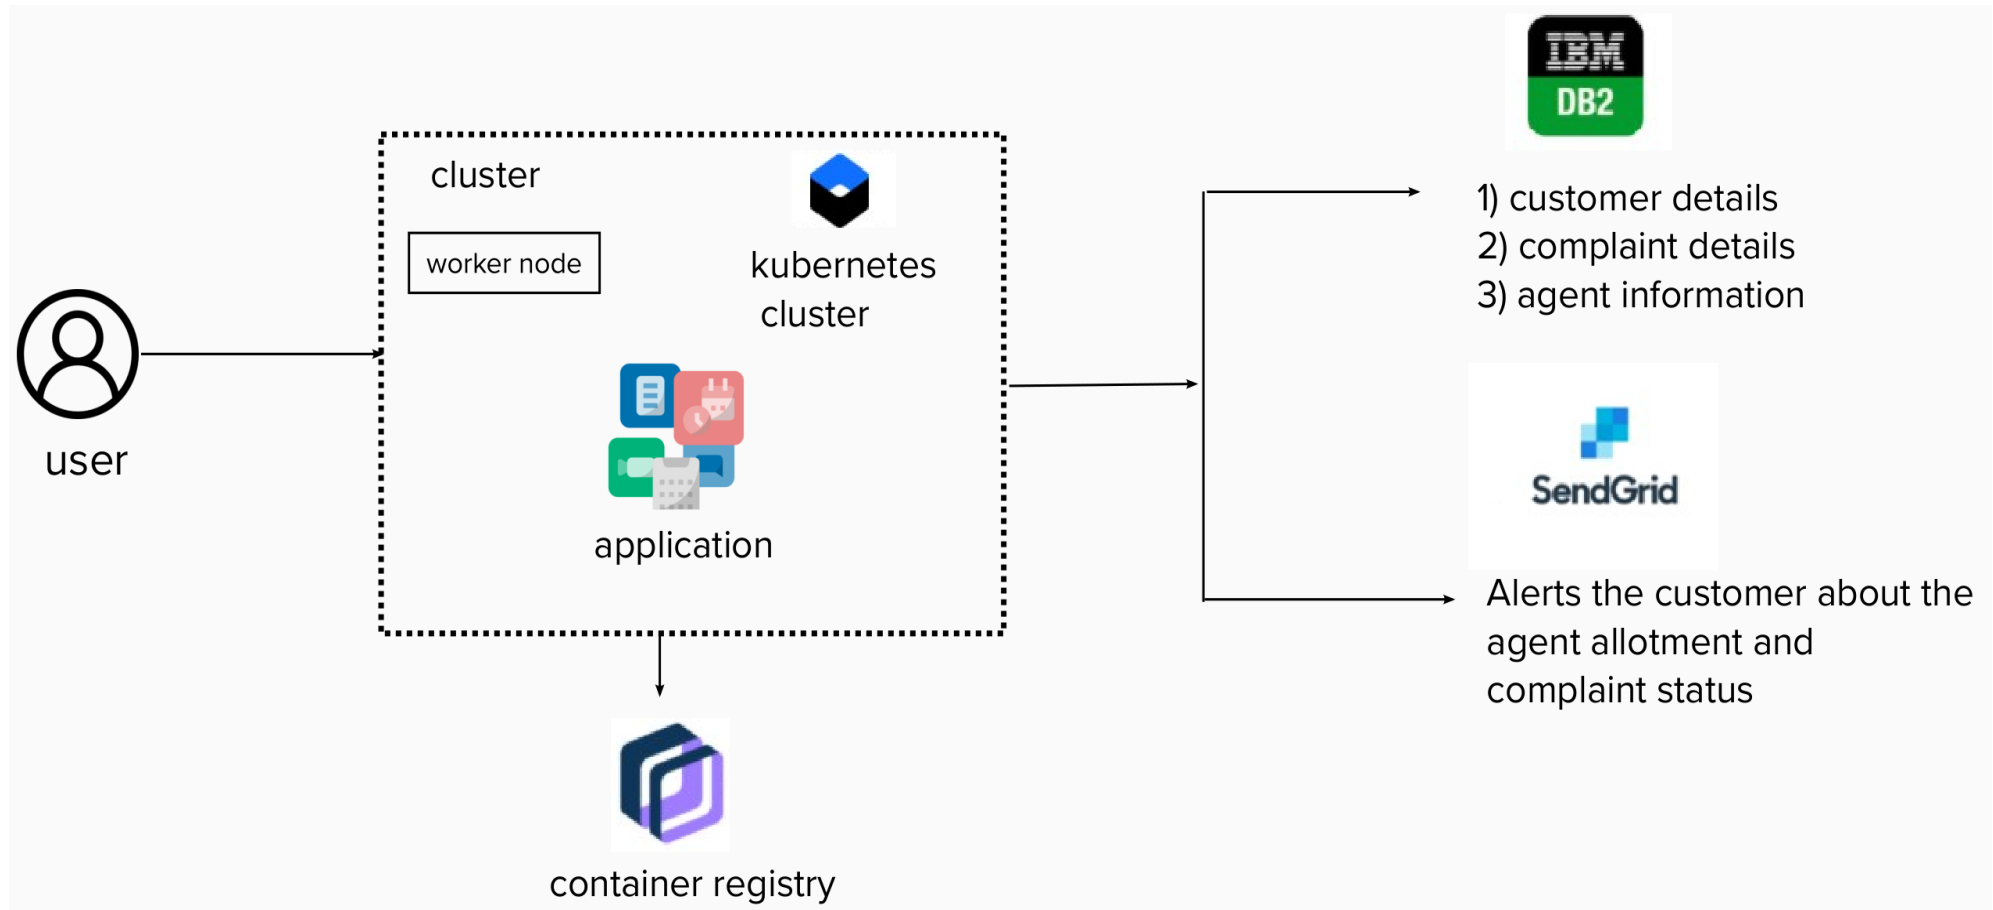 IBM
DB2
cluster
worker node
kubernetes
cluster
1) customer details
2) complaint details
3) agent information
user
application
SendGrid
Alerts the customer about the
agent allotment and
complaint status
container registry